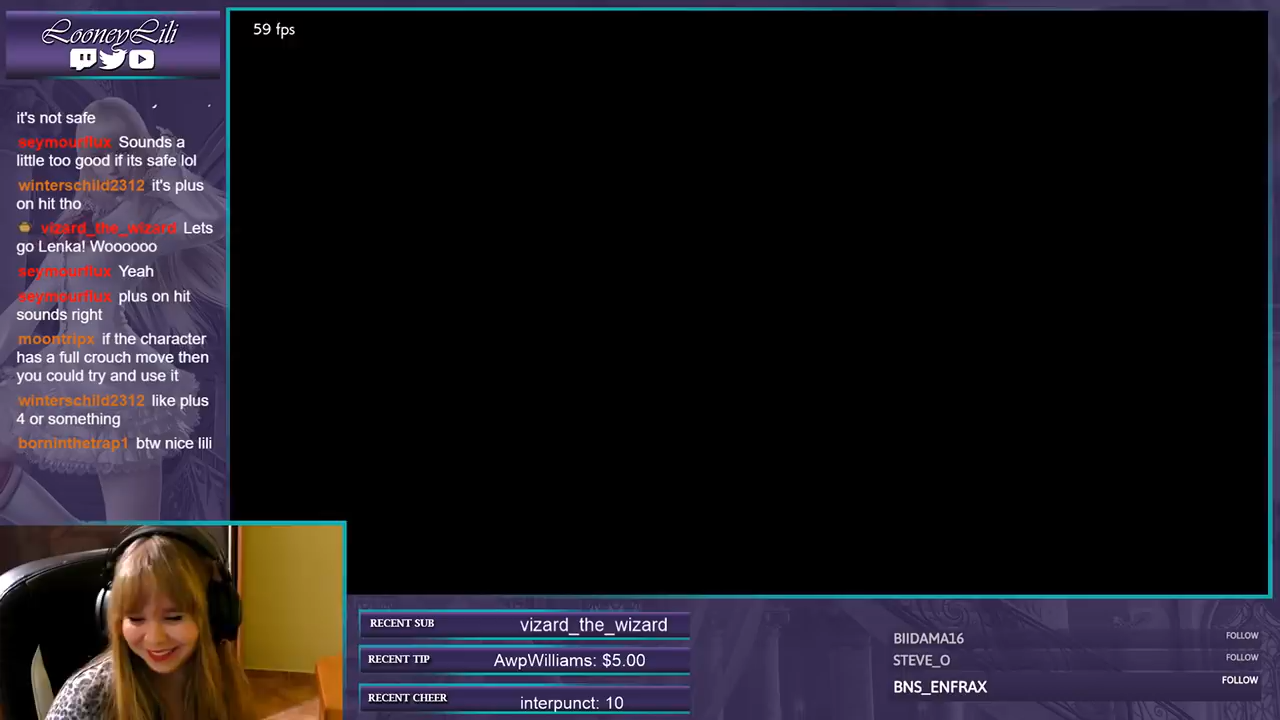 LooneyLili
59 fps
it's not safe
seymourflux Sounds a
little too good if its safe lol
winterschild2312 it's plus
on hit tho
vizard_the_wizard Lets
go Lenka! Woooooo
seymourflux Yeah
seymourflux plus on hit
sounds right
moontripx if the character
has a full crouch move then
you could try and use it
winterschild2312 like plus
4 or something
borninthetrap1 btw nice lili
RECENT SUB vizard_the_wizard
RECENT TIP AwpWilliams: $5.00
RECENT CHEER interpunct: 10
BIIDAMA16 FOLLOW
STEVE_O FOLLOW
BNS_ENFRAX FOLLOW